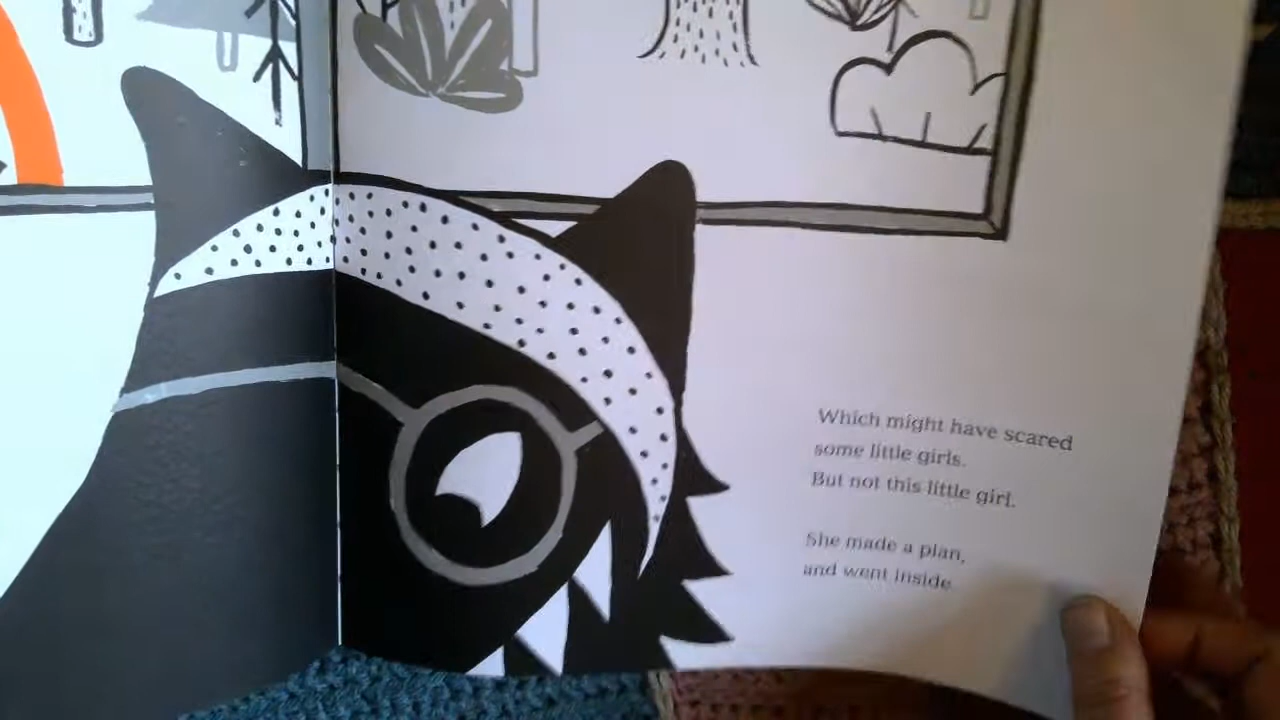 Which might have scared
some little girls.
But not this little girl.
She made a plan,
and went inside